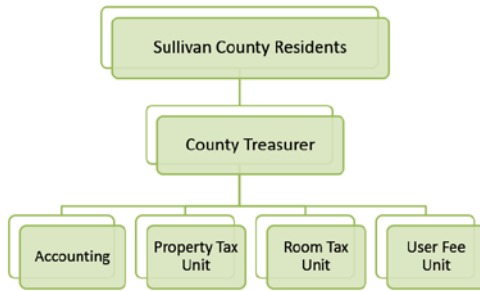 Sullivan County Residents
County Treasurer
Accounting
Property Tax
Unit
Room Tax
Unit
User Fee
Unit